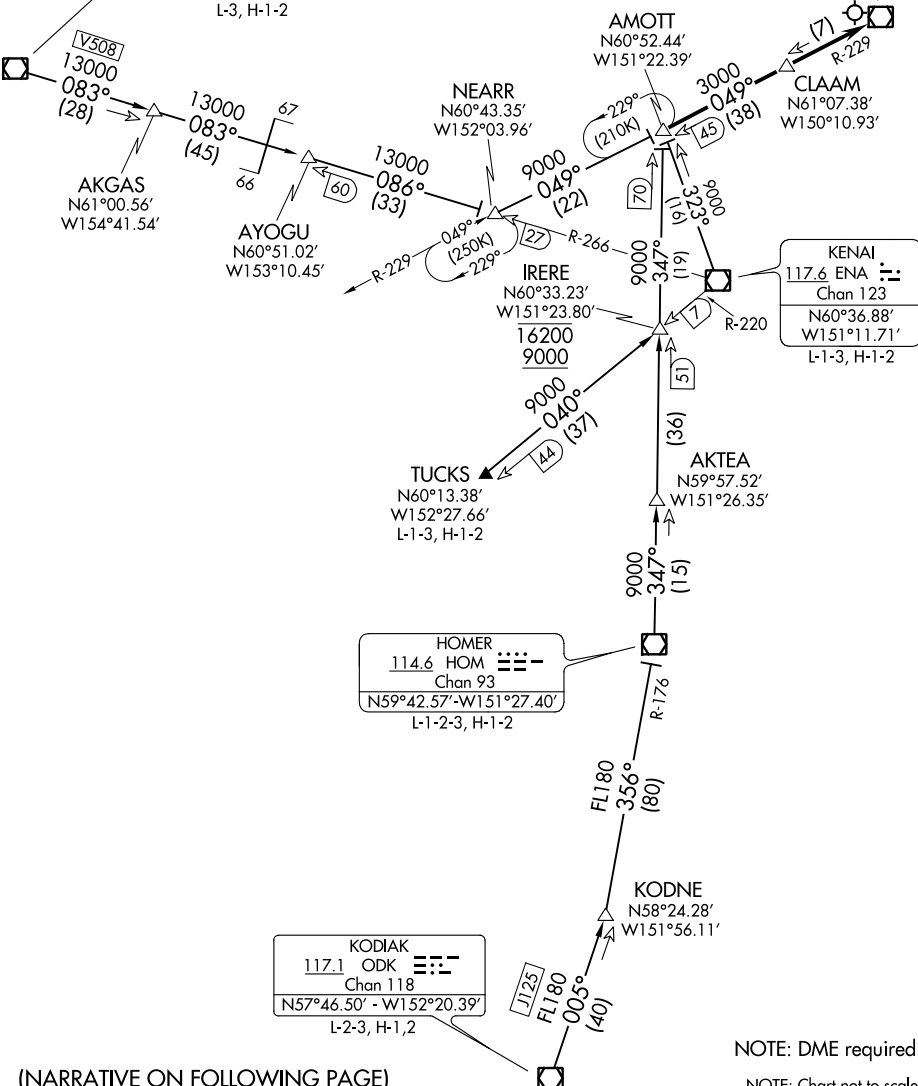 L-3, H-1-2
V508
13000
083°
(28)
13000
083°
(45)
67
66
AKGAS
N61°00.56′
W154°41.54′
AYOGU
N60°51.02′
W153°10.45′
60
13000
086°
(33)
NEARR
N60°43.35′
W152°03.96′
R-229
049°
(250K)
229°
27
R-266
9000
049°
(22)
AMOTT
N60°52.44′
W151°22.39′
229°
(210K)
3000
049°
(38)
45
(7)
R-229
CLAAM
N61°07.38′
W150°10.93′
70
9000
323°
(16)
9000
347°
(19)
KENAI
117.6 ENA
Chan 123
N60°36.88′
W151°11.71′
L-1-3, H-1-2
IRERE
N60°33.23′
W151°23.80′
16200
9000
7
R-220
51
9000
040°
(37)
44
TUCKS
N60°13.38′
W152°27.66′
L-1-3, H-1-2
(36)
AKTEA
N59°57.52′
W151°26.35′
9000
347°
(15)
HOMER
114.6 HOM
Chan 93
N59°42.57′-W151°27.40′
L-1-2-3, H-1-2
R-176
FL180
356°
(80)
KODNE
N58°24.28′
W151°56.11′
KODIAK
117.1 ODK
Chan 118
N57°46.50′ - W152°20.39′
L-2-3, H-1,2
J125
FL180
005°
(40)
NOTE: DME required
NOTE: Chart not to scale
(NARRATIVE ON FOLLOWING PAGE)